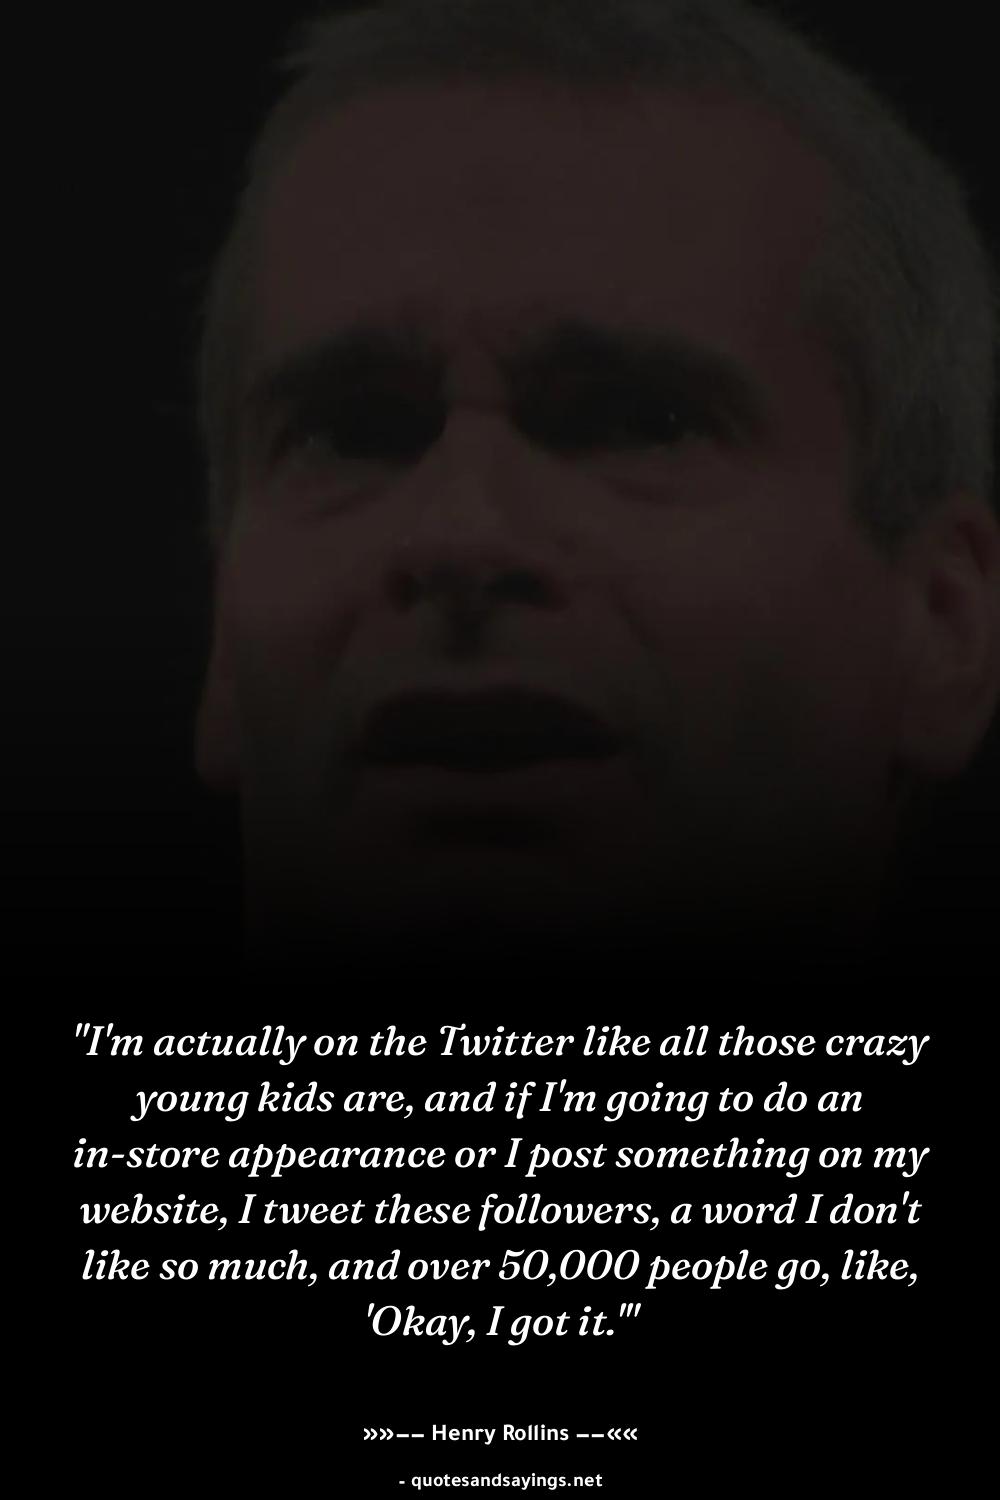 "I'm actually on the Twitter like all those crazy
young kids are, and if I'm going to do an
in-store appearance or I post something on my
website, I tweet these followers, a word I don't
like so much, and over 50,000 people go, like,
'Okay, I got it.'"
»»–– Henry Rollins ––««
- quotesandsayings.net